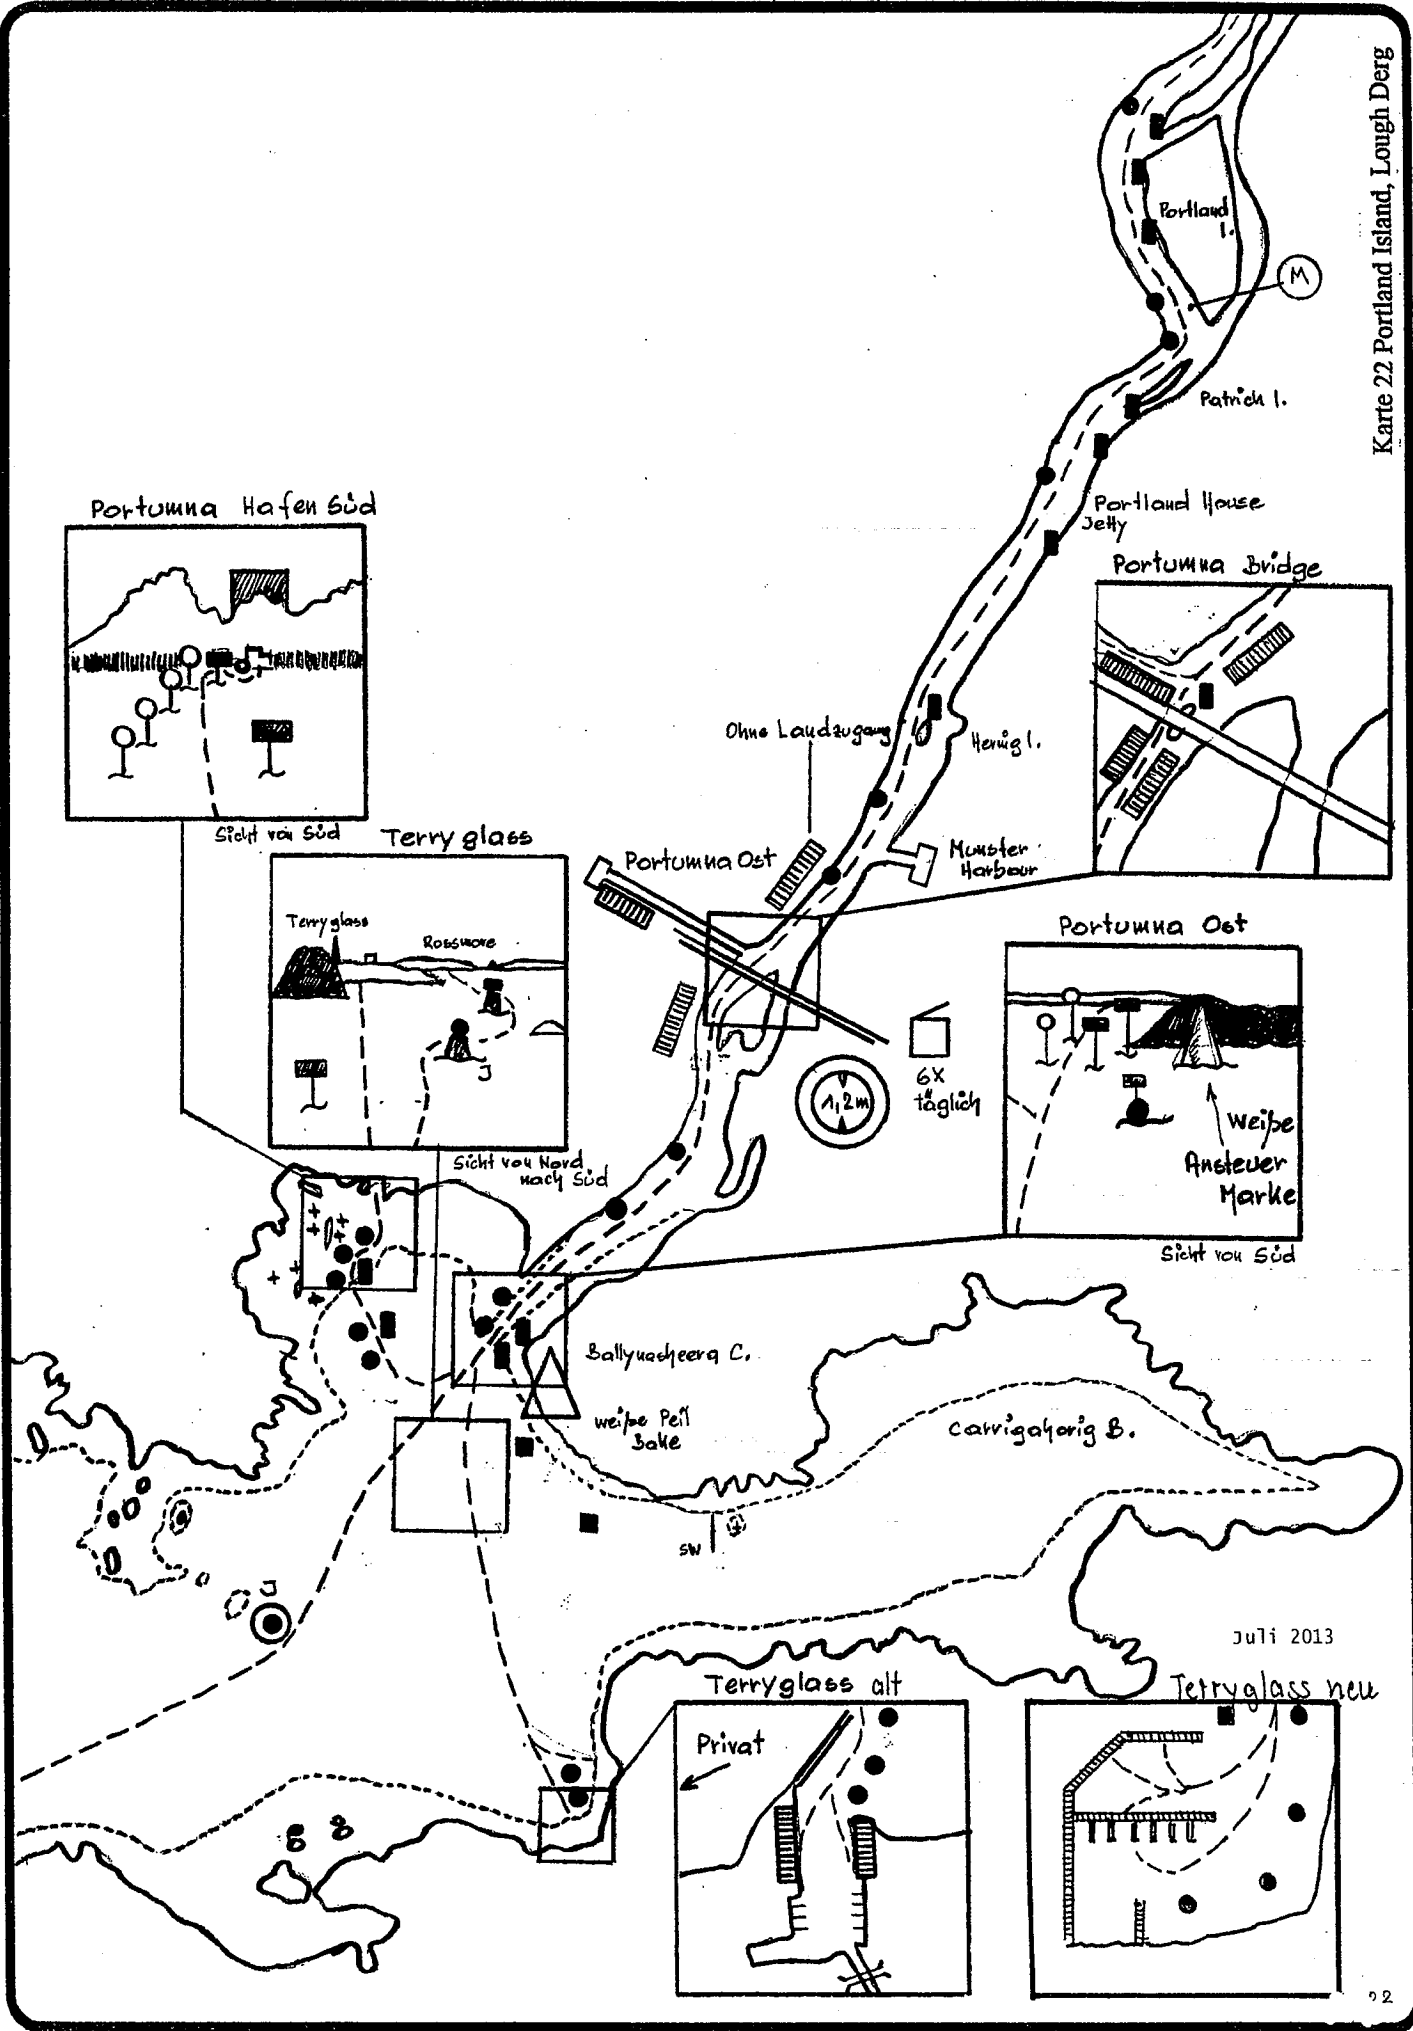 Karte 22 Portland Island, Lough Derg
Portland
I.
M
Patrick I.
Portland House
Jetty
Portumna Hafen Süd
Sicht von Süd
Portumna Bridge
Ohne Landzugang
Hernig I.
Terryglass
Terryglass
Rossmore
J
Sicht von Nord
nach Süd
Portumna Ost
Munster
Harbour
1,2m
6x
täglich
Portumna Ost
Weiße
Ansteuer
Marke
Sicht von Süd
Ballynasheera C.
weiße Peil
Bake
Carrigahorig B.
SW
J
Juli 2013
Terryglass alt
Privat
Terryglass neu
22